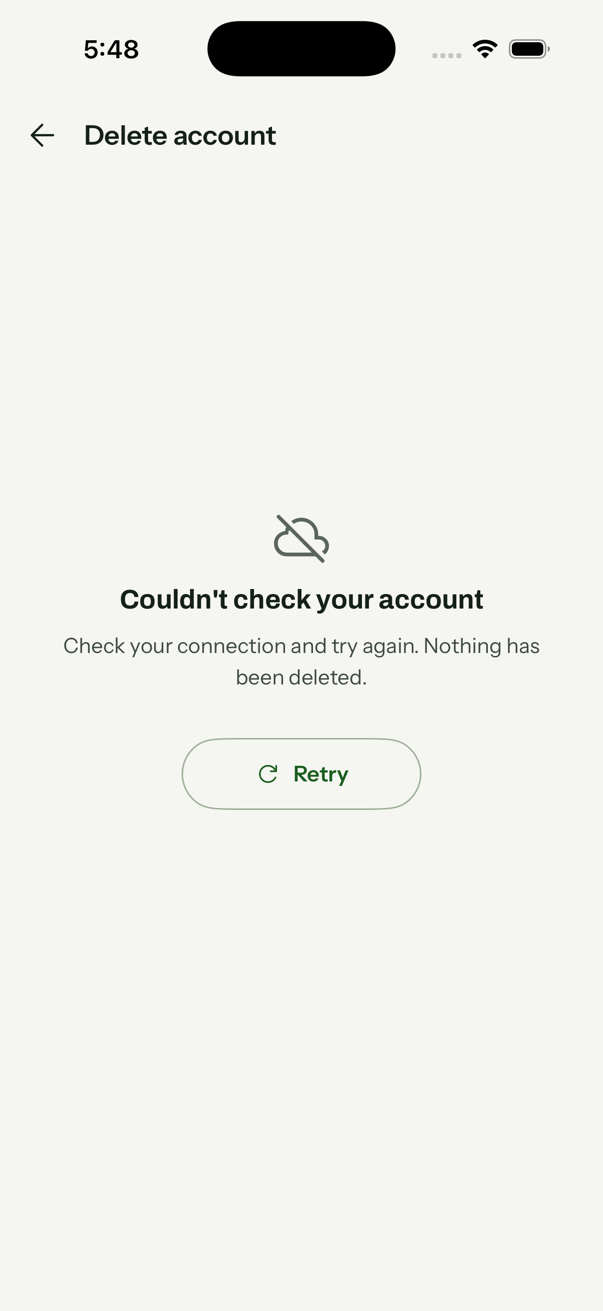 5:48
Delete account
Couldn't check your account
Check your connection and try again. Nothing has
been deleted.
Retry